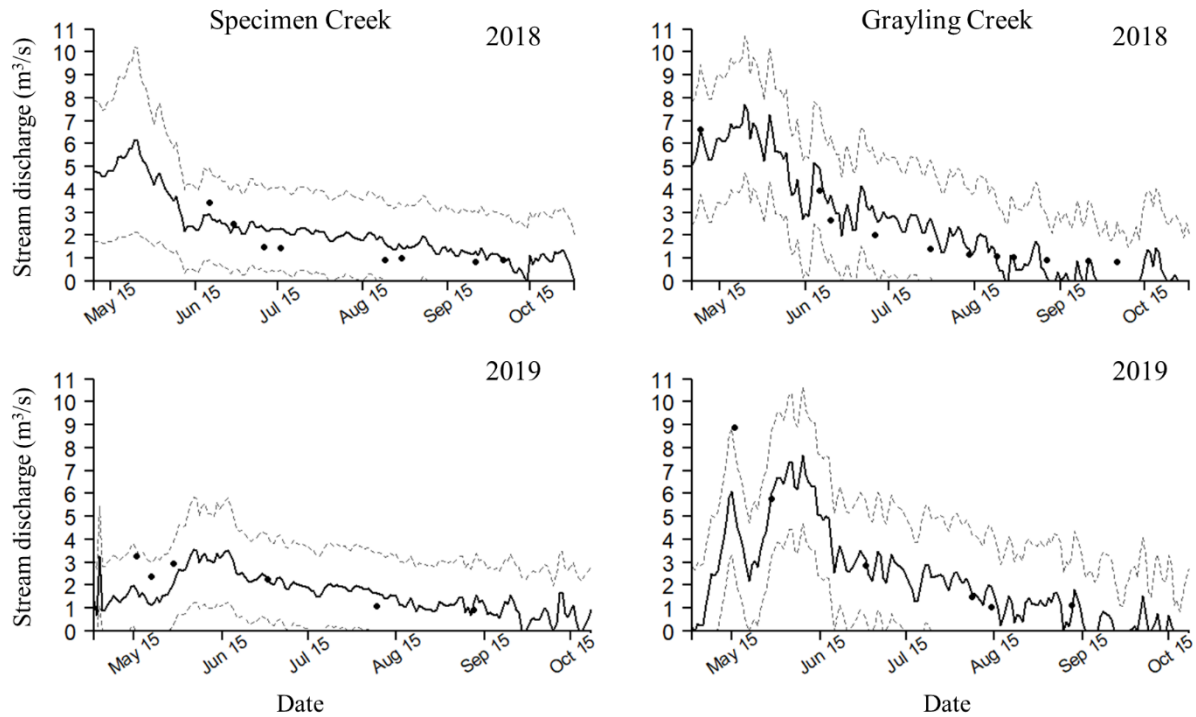 Specimen Creek
Grayling Creek
2018
11
10
9
8
7
6
5
4
3
2
1
0
Stream discharge (m³/s)
May 15
Jun 15
Jul 15
Aug 15
Sep 15
Oct 15
2018
11
10
9
8
7
6
5
4
3
2
1
0
May 15
Jun 15
Jul 15
Aug 15
Sep 15
Oct 15
2019
11
10
9
8
7
6
5
4
3
2
1
0
Stream discharge (m³/s)
May 15
Jun 15
Jul 15
Aug 15
Sep 15
Oct 15
Date
2019
11
10
9
8
7
6
5
4
3
2
1
0
May 15
Jun 15
Jul 15
Aug 15
Sep 15
Oct 15
Date